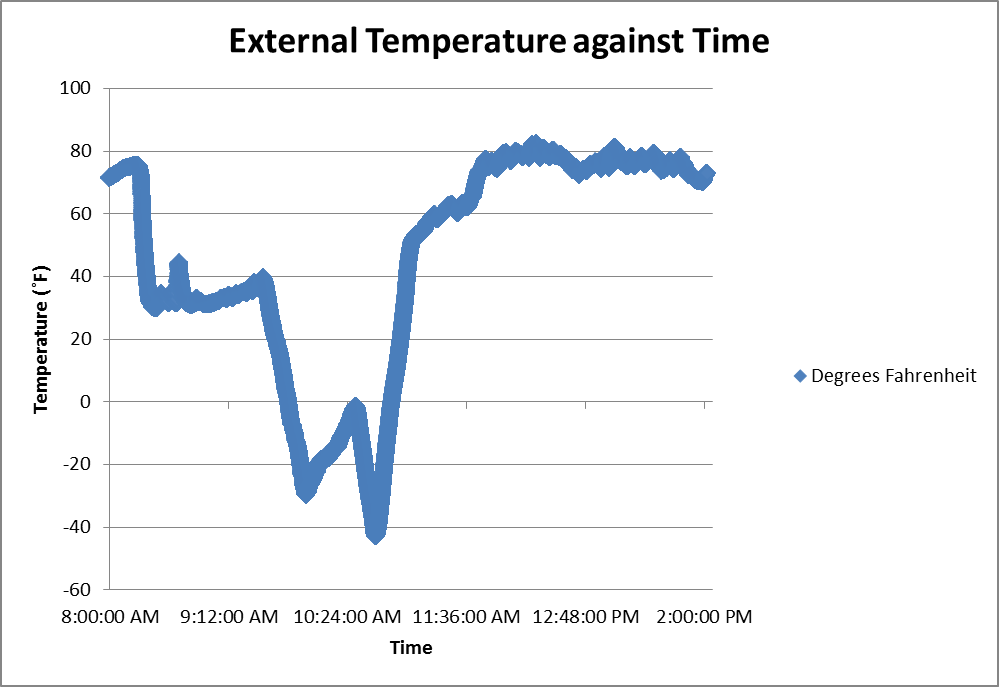 External Temperature against Time
100
80
60
40
20
0
-20
-40
-60
Temperature (˚F)
8:00:00 AM 9:12:00 AM 10:24:00 AM 11:36:00 AM 12:48:00 PM 2:00:00 PM
Time
Degrees Fahrenheit